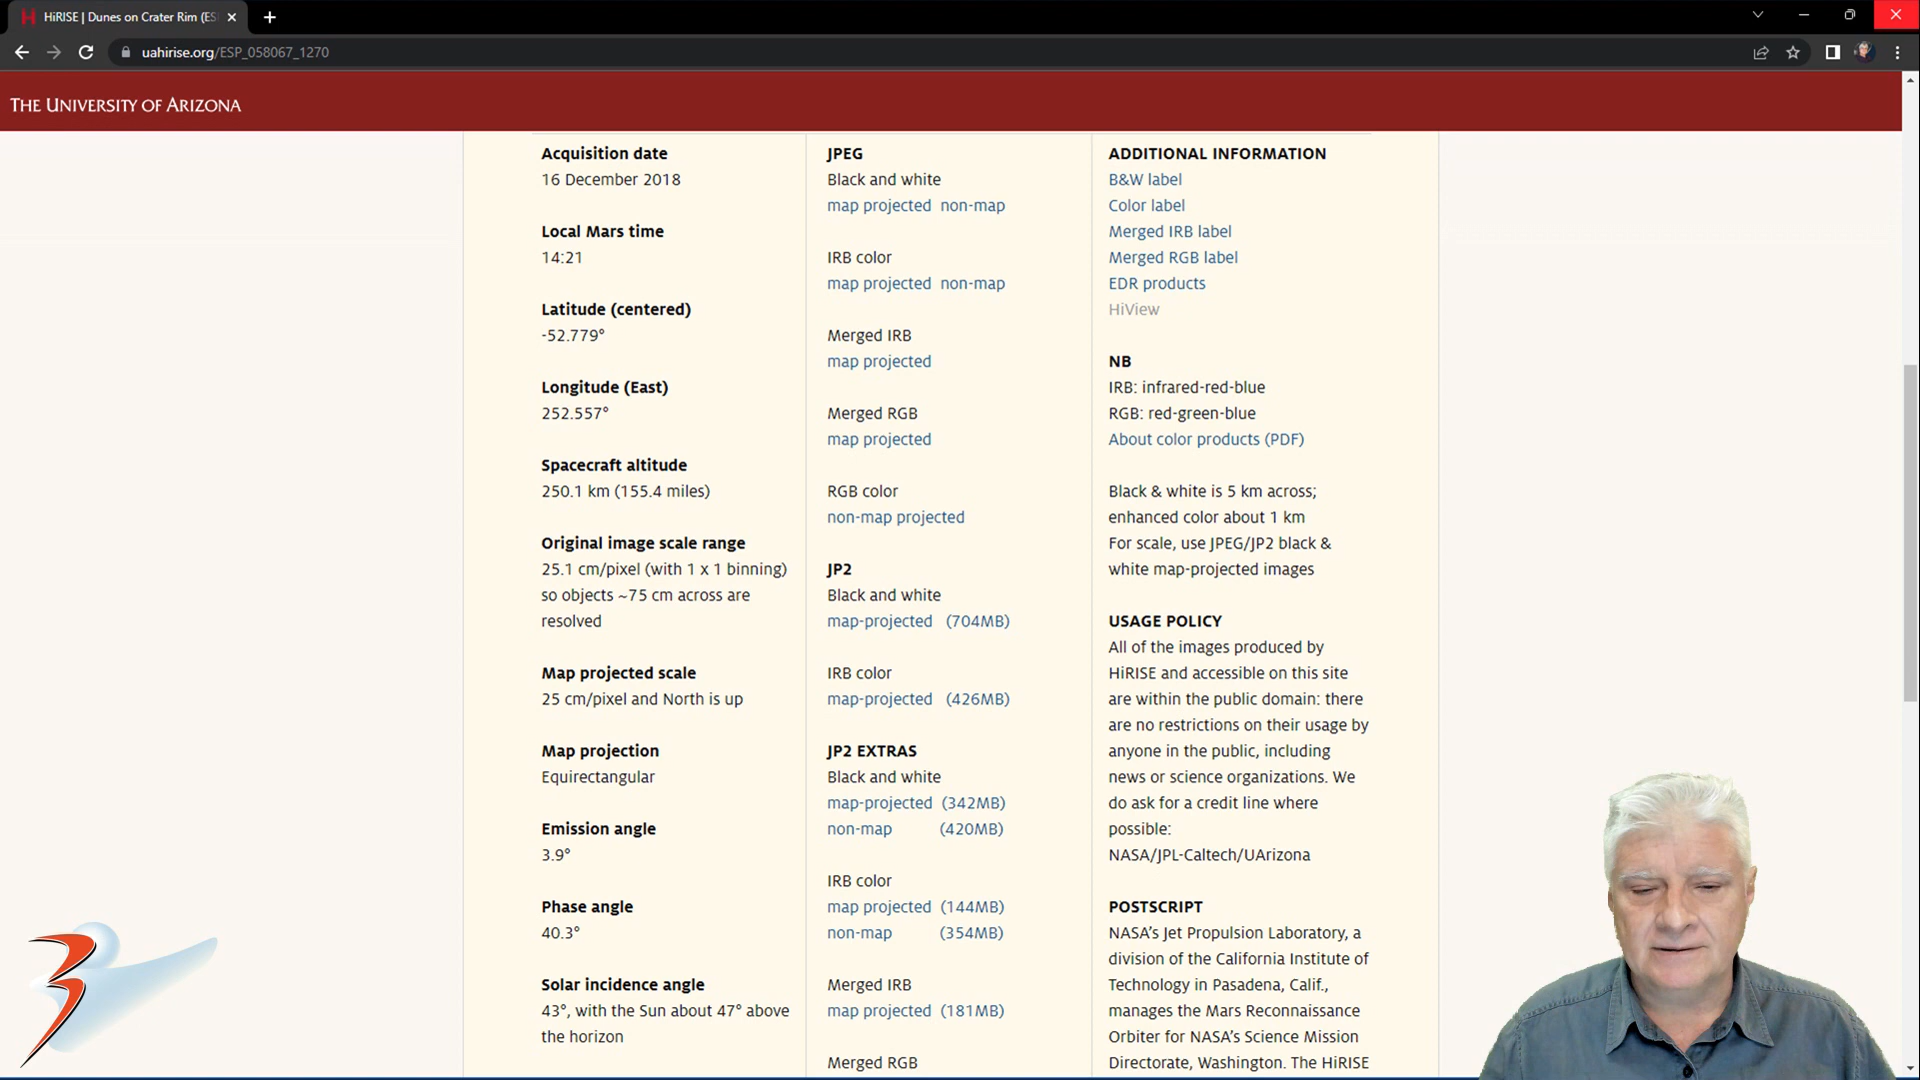 HiRISE | Dunes on Crater Rim (ES
uahirise.org/ESP_058067_1270
THE UNIVERSITY OF ARIZONA
Acquisition date
16 December 2018
Local Mars time
14:21
Latitude (centered)
-52.779°
Longitude (East)
252.557°
Spacecraft altitude
250.1 km (155.4 miles)
Original image scale range
25.1 cm/pixel (with 1 x 1 binning)
so objects ~75 cm across are
resolved
Map projected scale
25 cm/pixel and North is up
Map projection
Equirectangular
Emission angle
3.9°
Phase angle
40.3°
Solar incidence angle
43°, with the Sun about 47° above
the horizon
JPEG
Black and white
map projected non-map
IRB color
map projected non-map
Merged IRB
map projected
Merged RGB
map projected
RGB color
non-map projected
JP2
Black and white
map-projected (704MB)
IRB color
map-projected (426MB)
JP2 EXTRAS
Black and white
map-projected (342MB)
non-map (420MB)
IRB color
map projected (144MB)
non-map (354MB)
Merged IRB
map projected (181MB)
Merged RGB
ADDITIONAL INFORMATION
B&W label
Color label
Merged IRB label
Merged RGB label
EDR products
HiView
NB
IRB: infrared-red-blue
RGB: red-green-blue
About color products (PDF)
Black & white is 5 km across;
enhanced color about 1 km
For scale, use JPEG/JP2 black &
white map-projected images
USAGE POLICY
All of the images produced by
HiRISE and accessible on this site
are within the public domain: there
are no restrictions on their usage by
anyone in the public, including
news or science organizations. We
do ask for a credit line where
possible:
NASA/JPL-Caltech/UArizona
POSTSCRIPT
NASA’s Jet Propulsion Laboratory, a
division of the California Institute of
Technology in Pasadena, Calif.,
manages the Mars Reconnaissance
Orbiter for NASA’s Science Mission
Directorate, Washington. The HiRISE